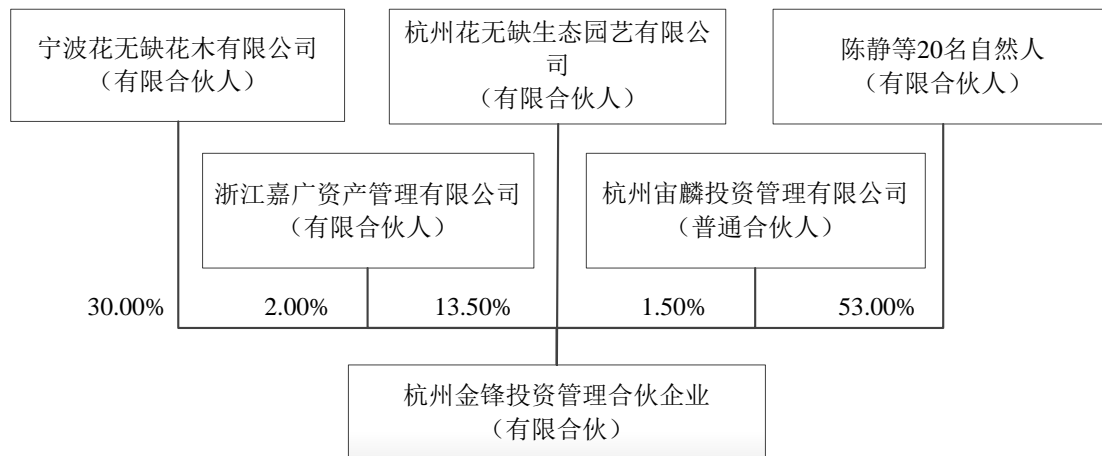 宁波花无缺花木有限公司
（有限合伙人）
杭州花无缺生态园艺有限公
司
（有限合伙人）
陈静等20名自然人
（有限合伙人）
浙江嘉广资产管理有限公司
（有限合伙人）
杭州宙麟投资管理有限公司
（普通合伙人）
30.00%
2.00%
13.50%
1.50%
53.00%
杭州金锋投资管理合伙企业
（有限合伙）